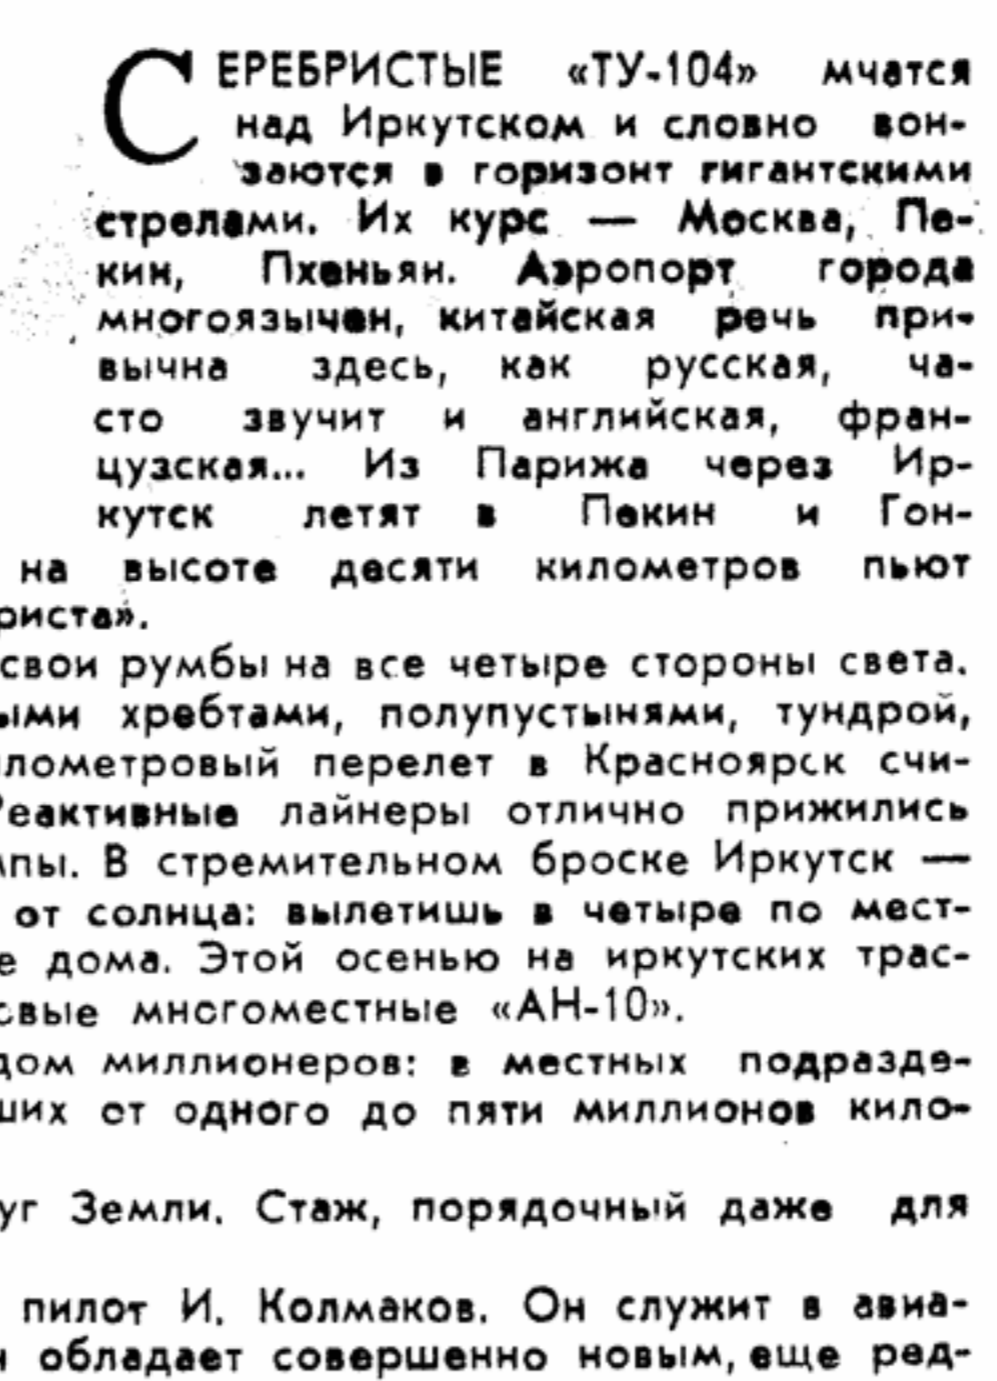 СЕРЕБРИСТЫЕ «ТУ-104» мчатся
над Иркутском и словно вон-
заются в горизонт гигантскими
стрелами. Их курс — Москва, Пе-
кин, Пхеньян. Аэропорт города
многоязычен, китайская речь при-
вычна здесь, как русская, ча-
сто звучит и английская, фран-
цузская... Из Парижа через Ир-
кутск летят в Пекин и Гон-
на высоте десяти километров пьют
риста».
свои румбы на все четыре стороны света.
ыми хребтами, полупустынями, тундрой,
лометровый перелет в Красноярск счи-
Реактивные лайнеры отлично прижились
пы. В стремительном броске Иркутск —
от солнца: вылетишь в четыре по мест-
е дома. Этой осенью на иркутских трас-
овые многоместные «АН-10».
дом миллионеров: в местных подразде-
ших от одного до пяти миллионов кило-
уг Земли. Стаж, порядочный даже для
пилот И. Колмаков. Он служит в авиа-
н обладает совершенно новым, еще ред-